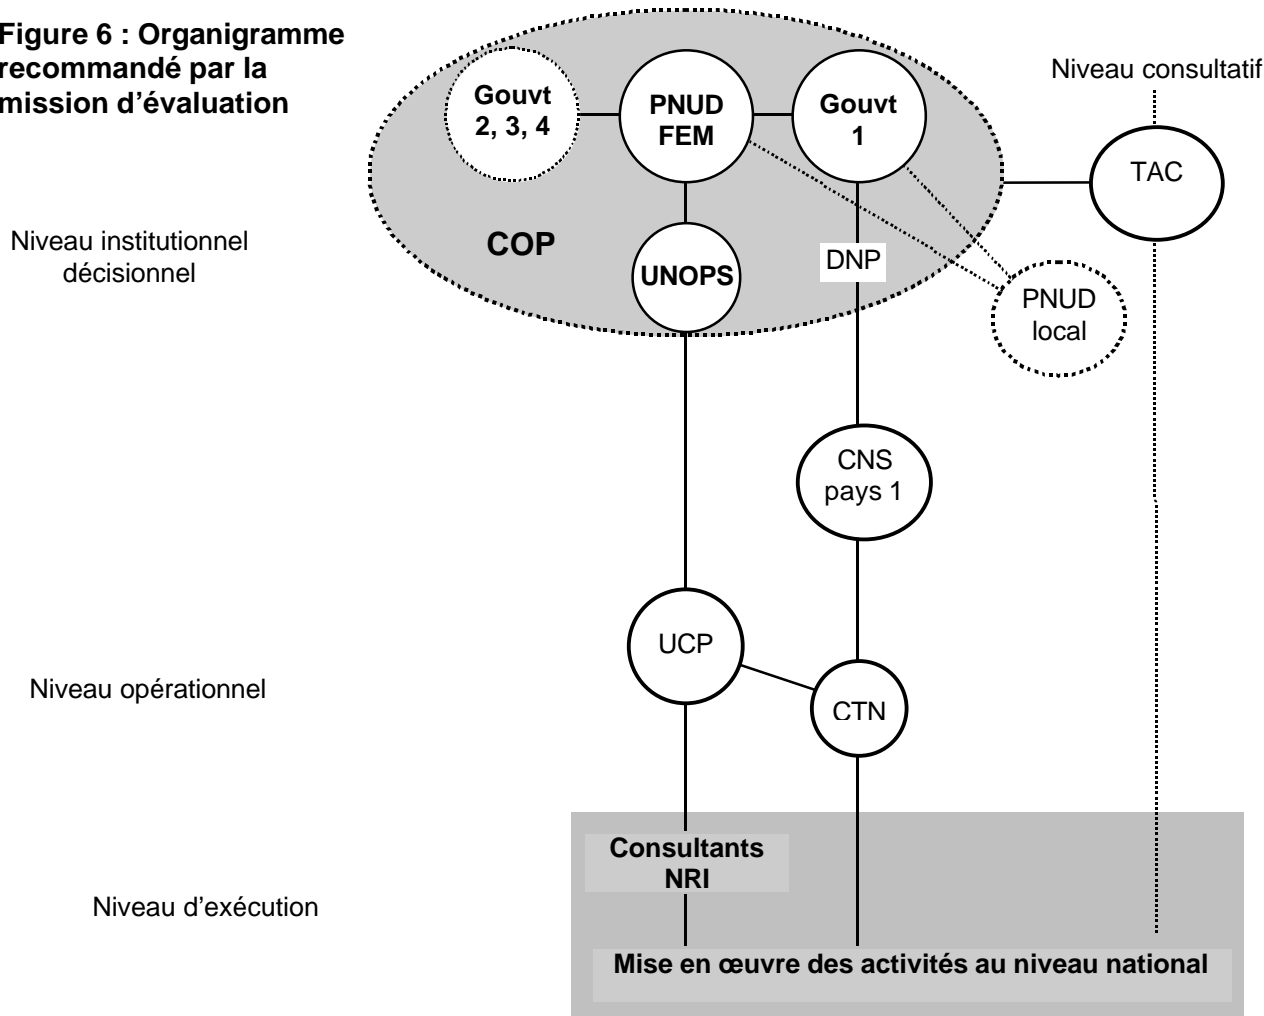 Figure 6 : Organigramme
recommandé par la
mission d’évaluation
Niveau consultatif
Gouvt
2, 3, 4
PNUD
FEM
Gouvt
1
TAC
Niveau institutionnel
décisionnel
COP
UNOPS
DNP
PNUD
local
CNS
pays 1
UCP
Niveau opérationnel
CTN
Consultants
NRI
Niveau d’exécution
Mise en œuvre des activités au niveau national